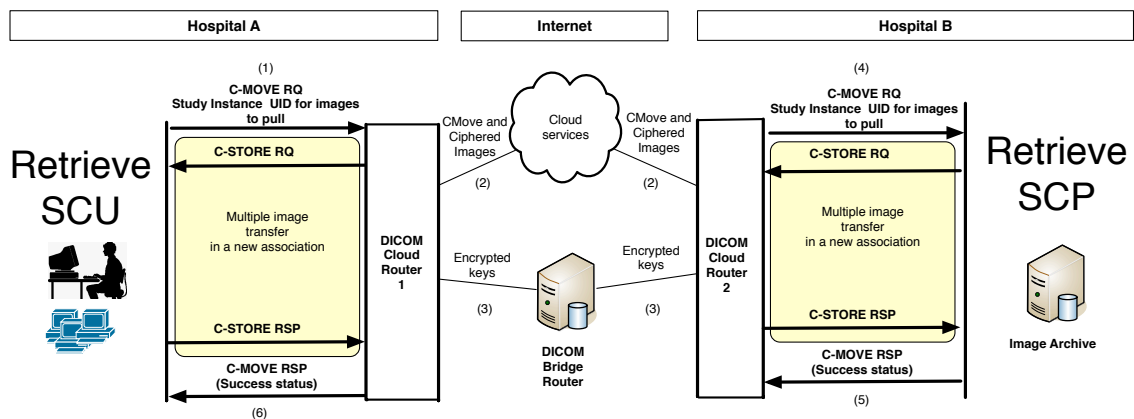 Hospital A
Internet
Hospital B
(1)
C-MOVE RQ
Study Instance UID for images
to pull
C-STORE RQ
Multiple image
transfer
in a new association
C-STORE RSP
C-MOVE RSP
(Success status)
(6)
Retrieve
SCU
DICOM
Cloud
Router
1
CMove and
Ciphered
Images
(2)
Cloud
services
CMove and
Ciphered
Images
(2)
Encrypted
keys
(3)
DICOM
Bridge
Router
Encrypted
keys
(3)
DICOM
Cloud
Router
2
(4)
C-MOVE RQ
Study Instance UID for images
to pull
C-STORE RQ
Multiple image
transfer
in a new association
C-STORE RSP
C-MOVE RSP
(Success status)
(5)
Retrieve
SCP
Image Archive